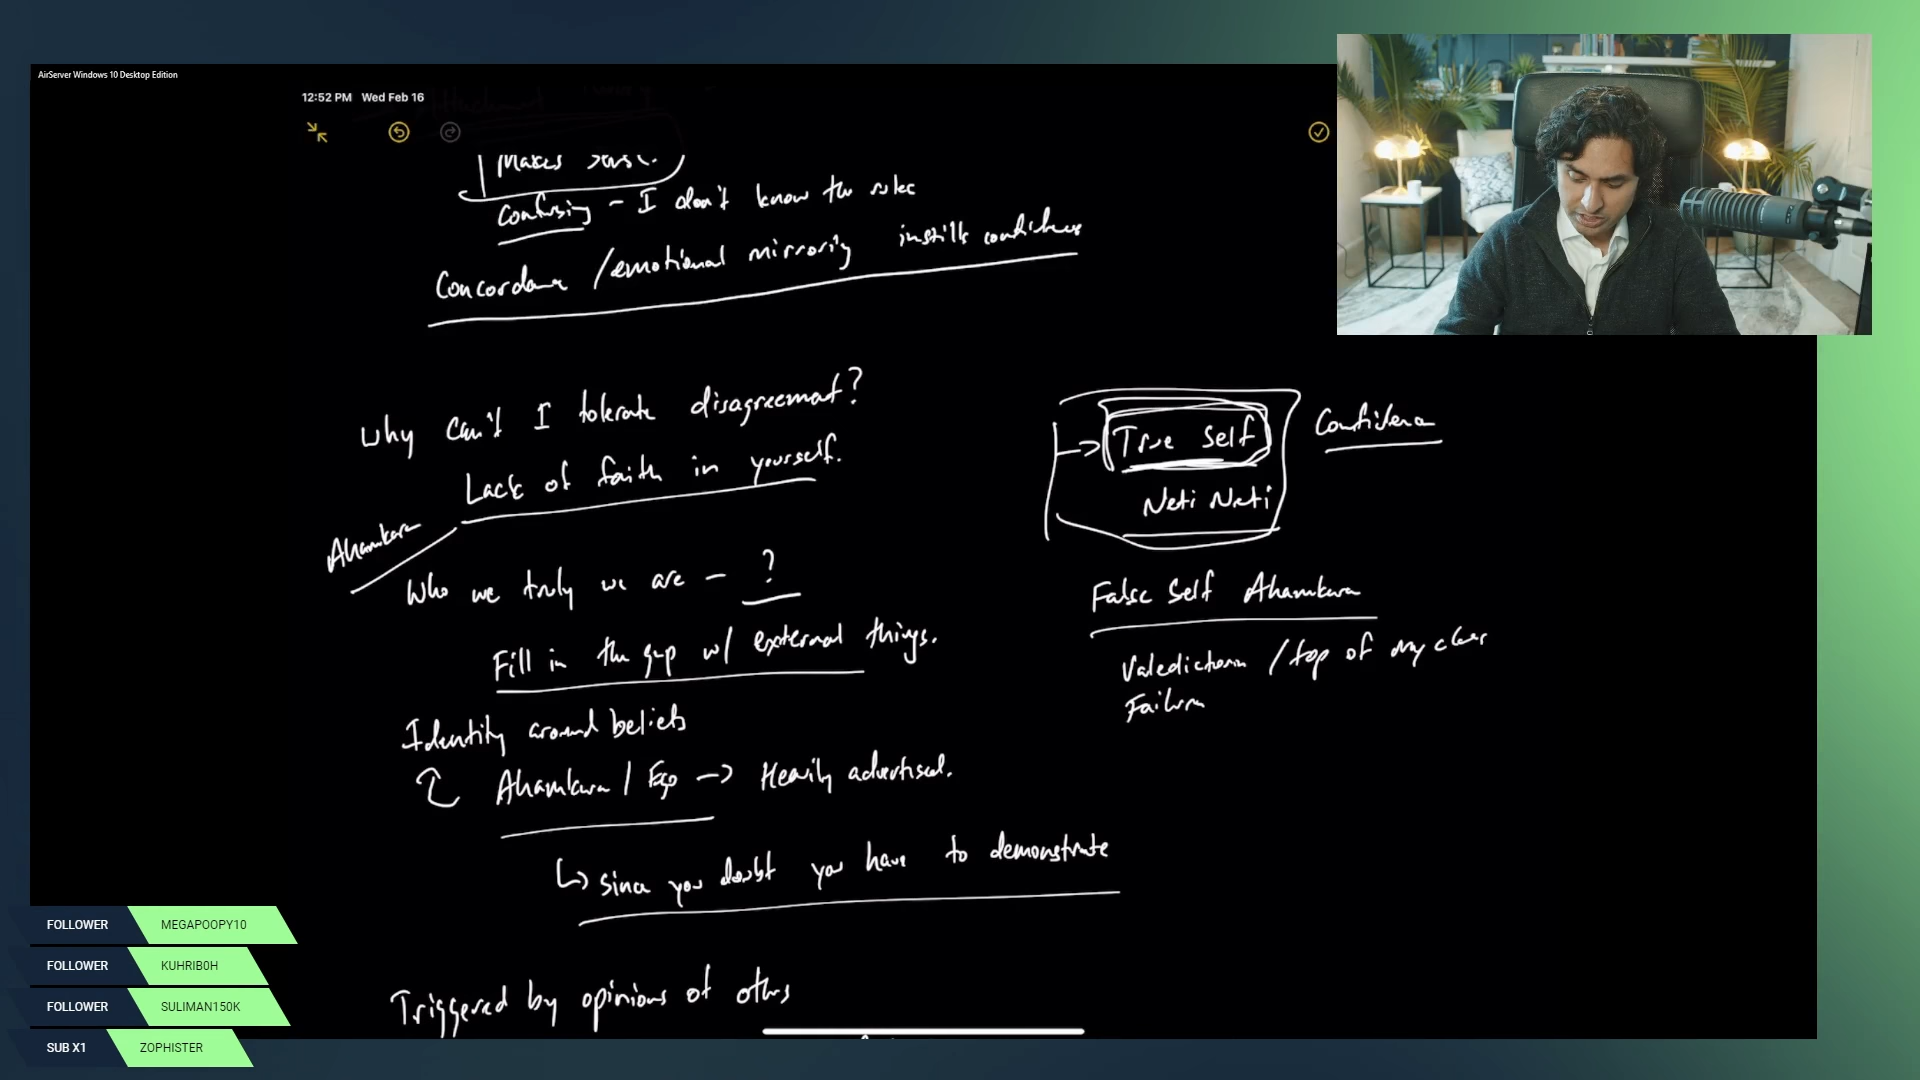 AirServer Windows 10 Desktop Edition
12:52 PM Wed Feb 16
Makes sense.
Confusing - I don't know the rules
Concordance / emotional mirroring instills confidence
Why can't I tolerate disagreement?
Lack of faith in yourself.
Ahamkara
Who we truly we are - ?
Fill in the gap w/ external things.
Identity around beliefs
Ahamkara / Ego -> Heavily advertised.
↳ Since you doubt you have to demonstrate
Triggered by opinions of others
-> True Self
Confidence
Neti Neti
False Self Ahamkara
Valedictorian / top of my class
Failure
FOLLOWER MEGAPOOPY10
FOLLOWER KUHRIB0H
FOLLOWER SULIMAN150K
SUB X1 ZOPHISTER